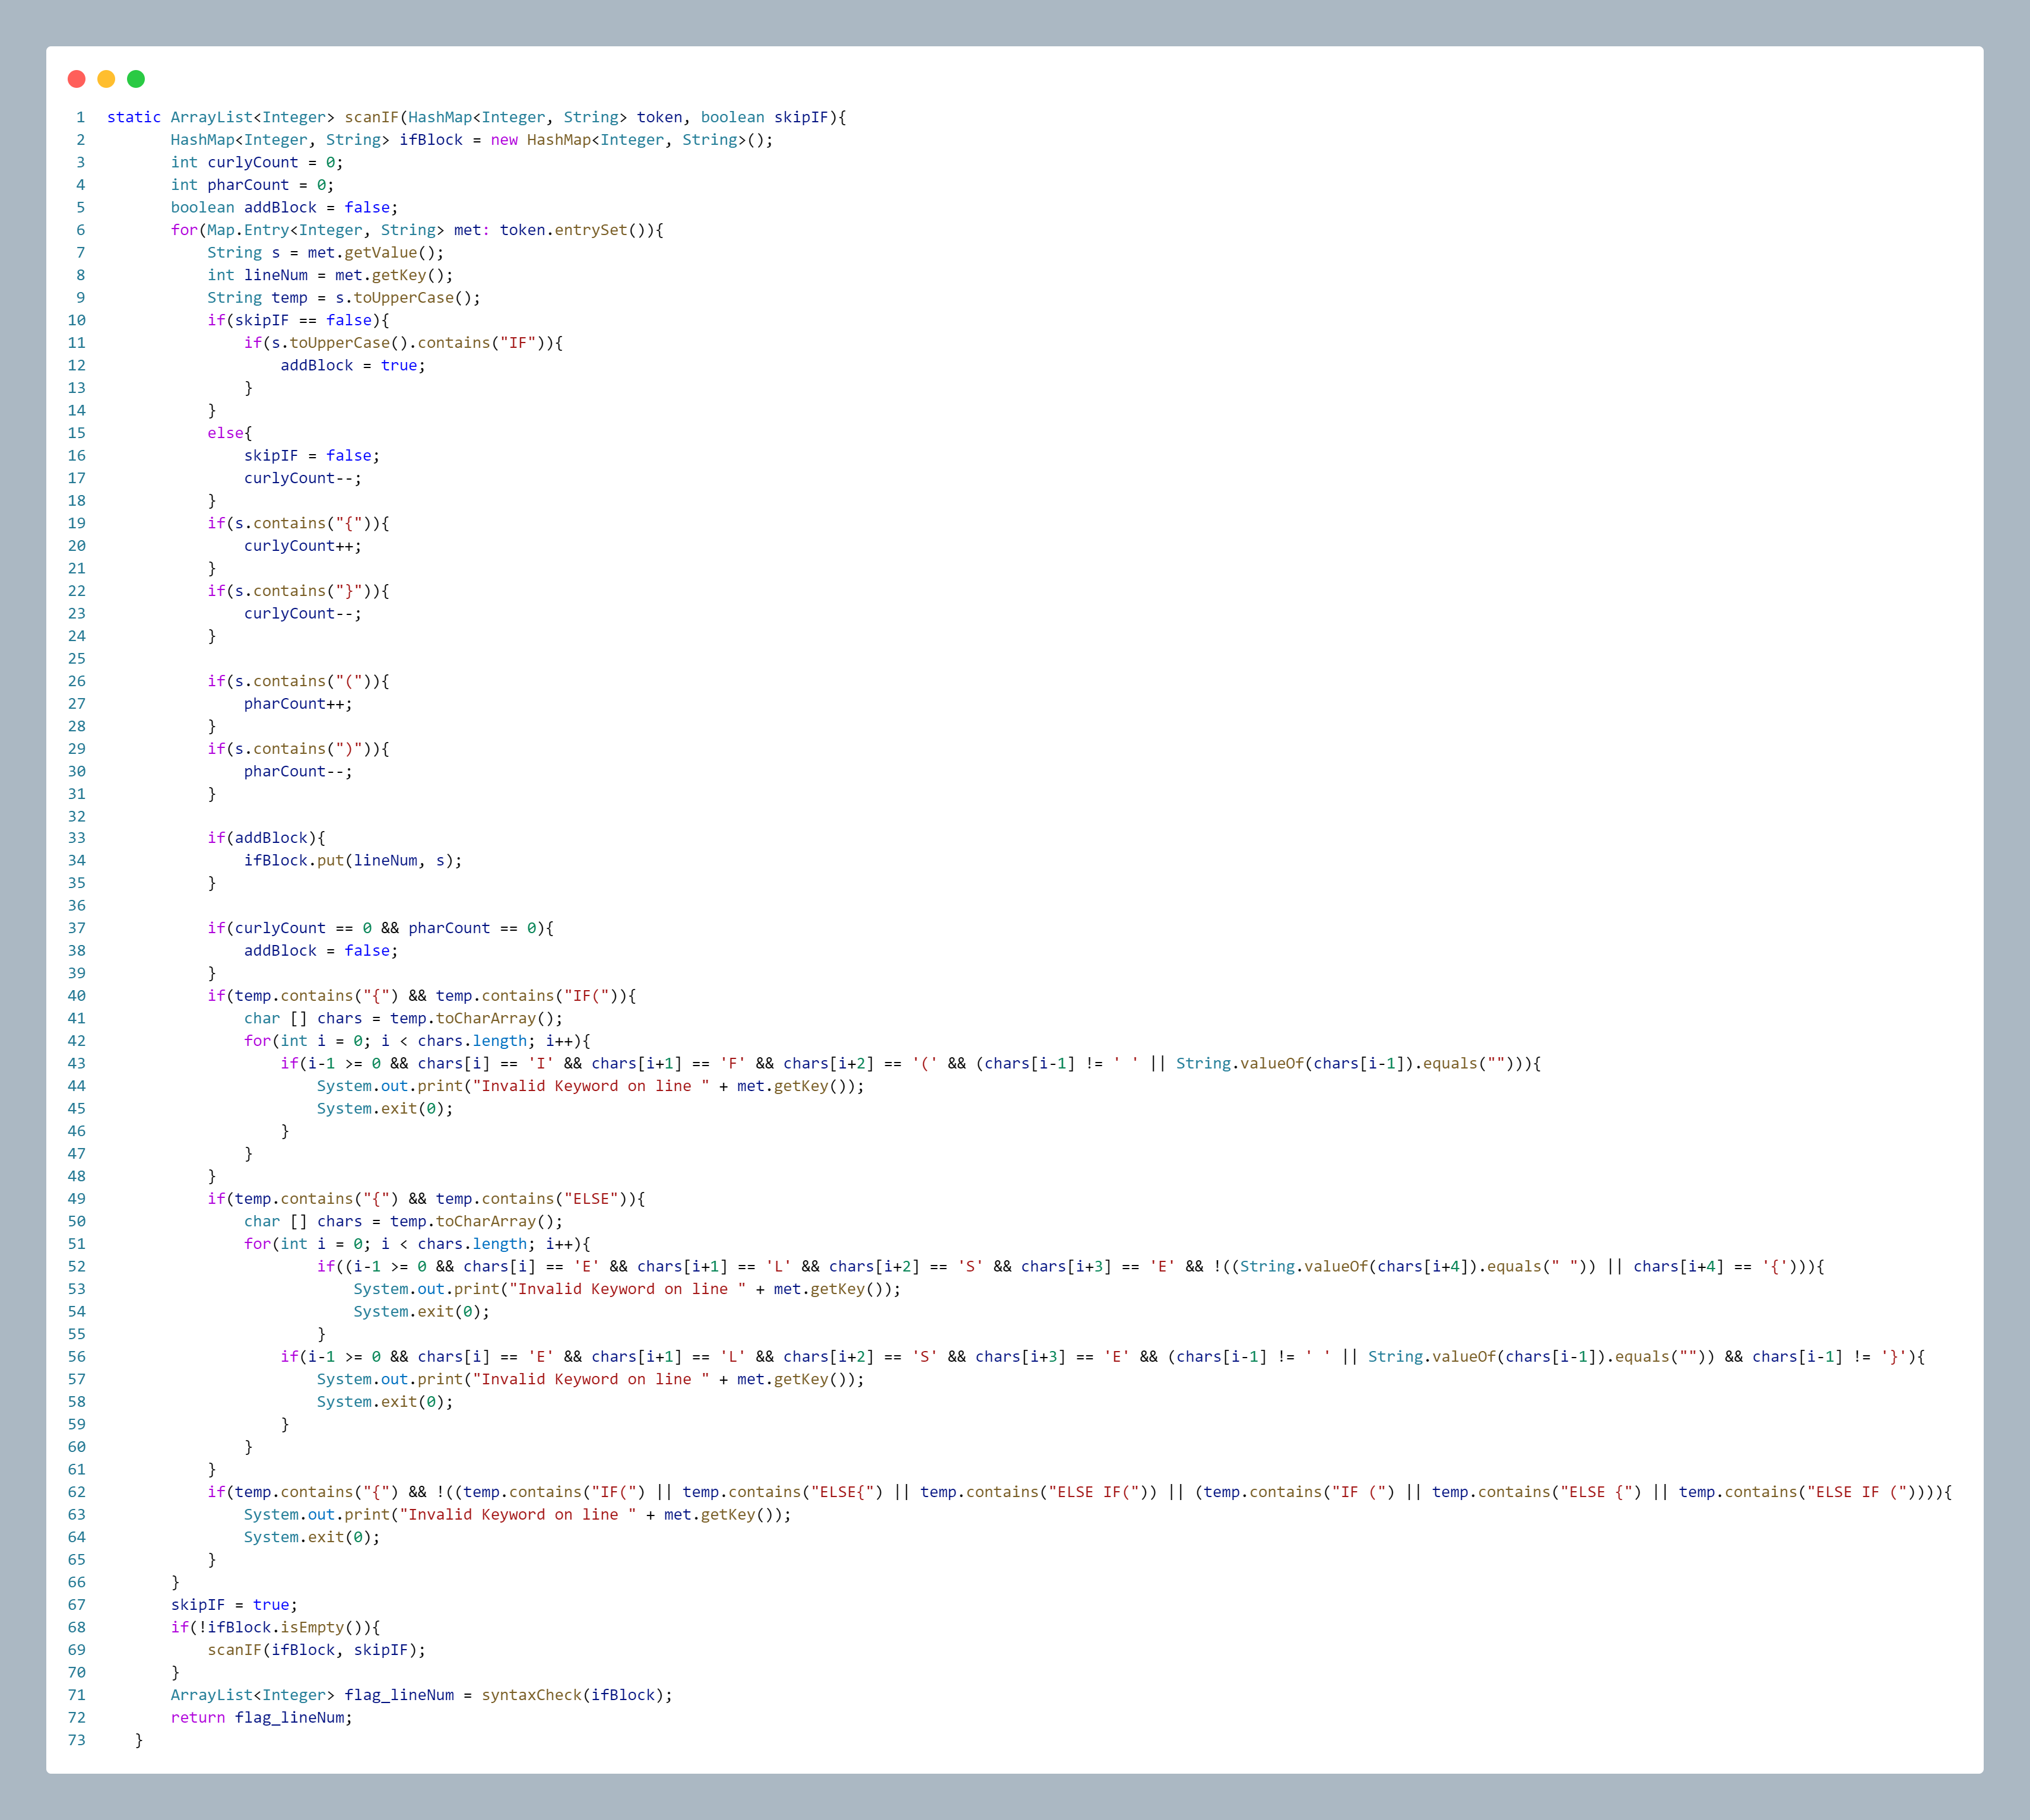 1 static ArrayList<Integer> scanIF(HashMap<Integer, String> token, boolean skipIF){
2 HashMap<Integer, String> ifBlock = new HashMap<Integer, String>();
3 int curlyCount = 0;
4 int pharCount = 0;
5 boolean addBlock = false;
6 for(Map.Entry<Integer, String> met: token.entrySet()){
7 String s = met.getValue();
8 int lineNum = met.getKey();
9 String temp = s.toUpperCase();
10 if(skipIF == false){
11 if(s.toUpperCase().contains("IF")){
12 addBlock = true;
13 }
14 }
15 else{
16 skipIF = false;
17 curlyCount--;
18 }
19 if(s.contains("{")){
20 curlyCount++;
21 }
22 if(s.contains("}")){
23 curlyCount--;
24 }
25
26 if(s.contains("(")){
27 pharCount++;
28 }
29 if(s.contains(")")){
30 pharCount--;
31 }
32
33 if(addBlock){
34 ifBlock.put(lineNum, s);
35 }
36
37 if(curlyCount == 0 && pharCount == 0){
38 addBlock = false;
39 }
40 if(temp.contains("{") && temp.contains("IF(")){
41 char [] chars = temp.toCharArray();
42 for(int i = 0; i < chars.length; i++){
43 if(i-1 >= 0 && chars[i] == 'I' && chars[i+1] == 'F' && chars[i+2] == '(' && (chars[i-1] != ' ' || String.valueOf(chars[i-1]).equals(""))){
44 System.out.print("Invalid Keyword on line " + met.getKey());
45 System.exit(0);
46 }
47 }
48 }
49 if(temp.contains("{") && temp.contains("ELSE")){
50 char [] chars = temp.toCharArray();
51 for(int i = 0; i < chars.length; i++){
52 if((i-1 >= 0 && chars[i] == 'E' && chars[i+1] == 'L' && chars[i+2] == 'S' && chars[i+3] == 'E' && !((String.valueOf(chars[i+4]).equals(" ")) || chars[i+4] == '{'))){
53 System.out.print("Invalid Keyword on line " + met.getKey());
54 System.exit(0);
55 }
56 if(i-1 >= 0 && chars[i] == 'E' && chars[i+1] == 'L' && chars[i+2] == 'S' && chars[i+3] == 'E' && (chars[i-1] != ' ' || String.valueOf(chars[i-1]).equals("")) && chars[i-1] != '}'){
57 System.out.print("Invalid Keyword on line " + met.getKey());
58 System.exit(0);
59 }
60 }
61 }
62 if(temp.contains("{") && !((temp.contains("IF(") || temp.contains("ELSE{") || temp.contains("ELSE IF(")) || (temp.contains("IF (") || temp.contains("ELSE {") || temp.contains("ELSE IF (")))){
63 System.out.print("Invalid Keyword on line " + met.getKey());
64 System.exit(0);
65 }
66 }
67 skipIF = true;
68 if(!ifBlock.isEmpty()){
69 scanIF(ifBlock, skipIF);
70 }
71 ArrayList<Integer> flag_lineNum = syntaxCheck(ifBlock);
72 return flag_lineNum;
73 }